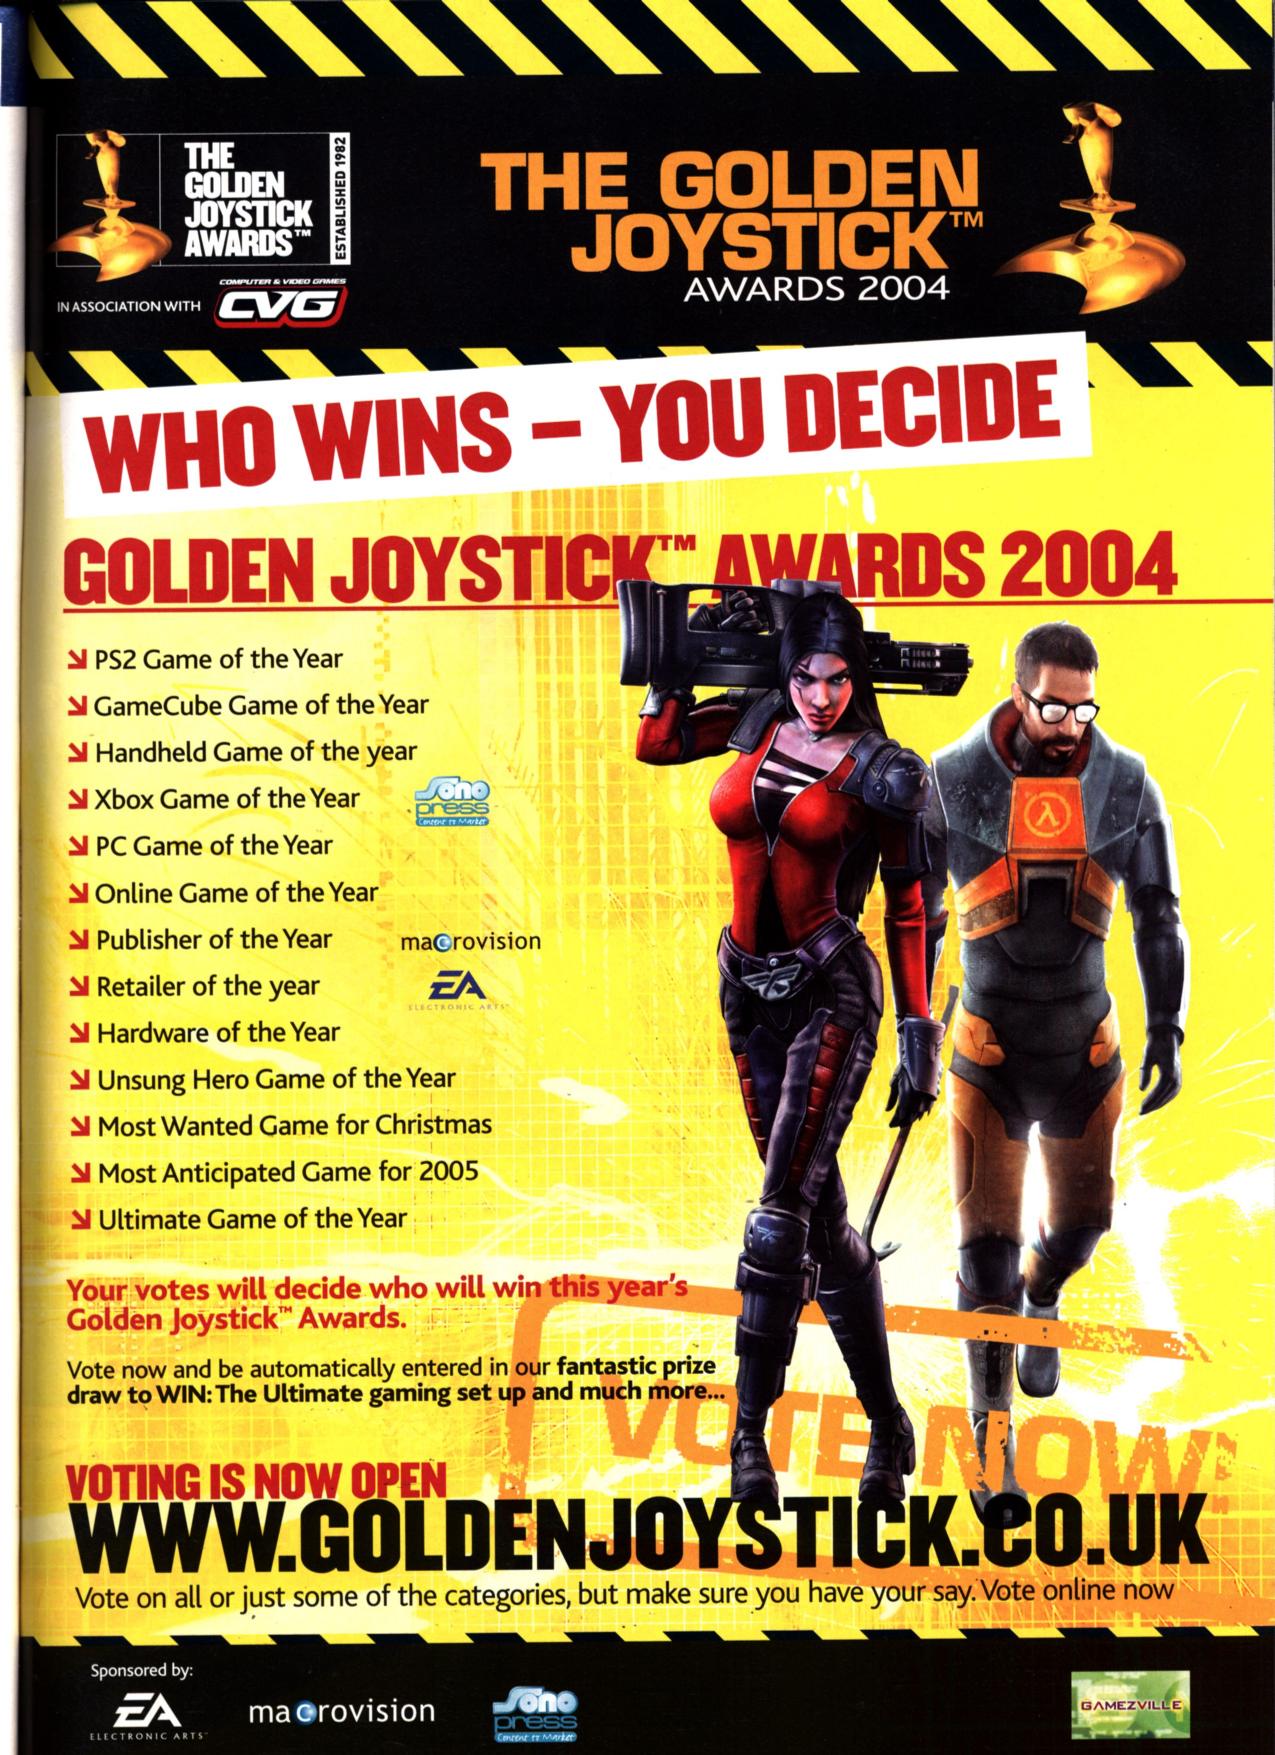 THE
GOLDEN
JOYSTICK
AWARDS™
ESTABLISHED 1982
IN ASSOCIATION WITH
COMPUTER & VIDEO GAMES
CVG
THE GOLDEN
JOYSTICK™
AWARDS 2004
WHO WINS – YOU DECIDE
GOLDEN JOYSTICK™ AWARDS 2004
PS2 Game of the Year
GameCube Game of the Year
Handheld Game of the year
Xbox Game of the Year
Sono
press
Content to Market
PC Game of the Year
Online Game of the Year
Publisher of the Year
macrovision
Retailer of the year
EA
ELECTRONIC ARTS™
Hardware of the Year
Unsung Hero Game of the Year
Most Wanted Game for Christmas
Most Anticipated Game for 2005
Ultimate Game of the Year
Your votes will decide who will win this year's
Golden Joystick™ Awards.
Vote now and be automatically entered in our fantastic prize
draw to WIN: The Ultimate gaming set up and much more...
VOTE NOW!
VOTING IS NOW OPEN
WWW.GOLDENJOYSTICK.CO.UK
Vote on all or just some of the categories, but make sure you have your say. Vote online now
Sponsored by:
EA
ELECTRONIC ARTS™
macrovision
Sono
press
Content to Market
GAMEZVILLE